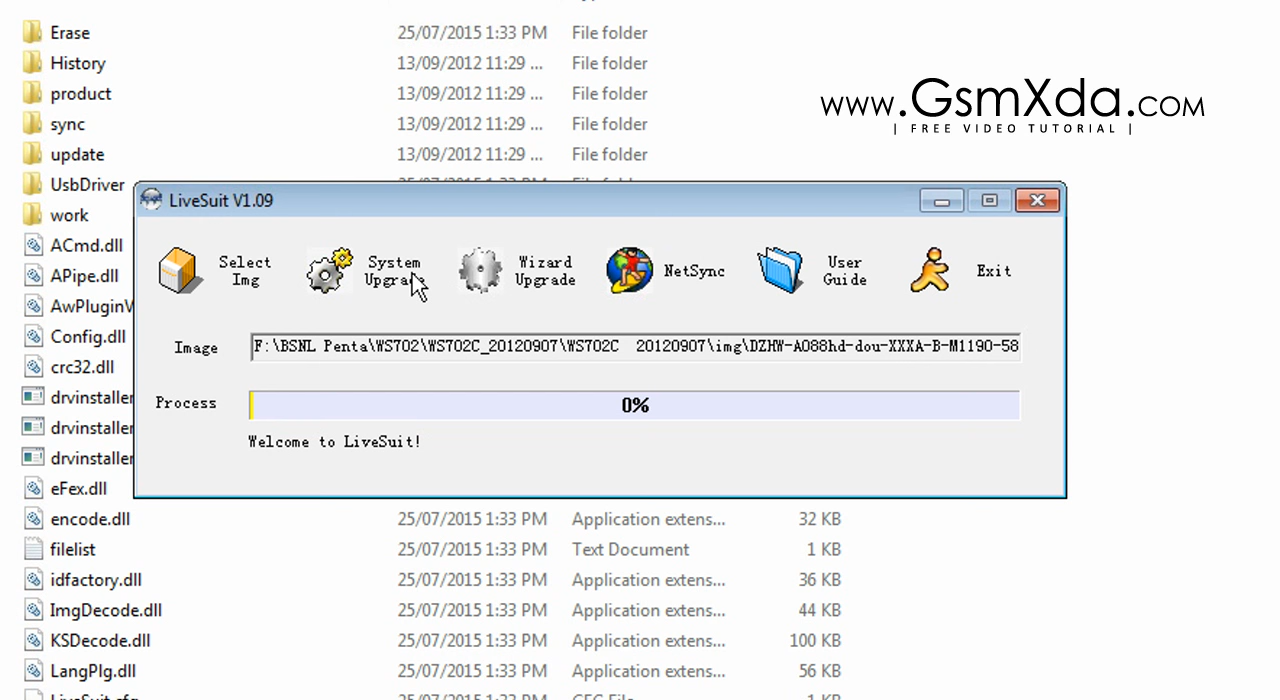 Erase 25/07/2015 1:33 PM File folder
History 13/09/2012 11:29 ... File folder
product 13/09/2012 11:29 ... File folder
sync 13/09/2012 11:29 ... File folder
update 13/09/2012 11:29 ... File folder
www.GsmXda.com
| FREE VIDEO TUTORIAL |
UsbDriver
work
ACmd.dll
APipe.dll
AwPluginV
Config.dll
crc32.dll
drvinstaller
drvinstaller
drvinstaller
eFex.dll
LiveSuit V1.09
Select Img
System Upgrade
Wizard Upgrade
NetSync
User Guide
Exit
Image F:\BSNL Penta\WS702\WS702C_20120907\WS702C 20120907\img\DZHW-A088hd-dou-XXXA-B-M1190-58
Process 0%
Welcome to LiveSuit!
encode.dll 25/07/2015 1:33 PM Application extens... 32 KB
filelist 25/07/2015 1:33 PM Text Document 1 KB
idfactory.dll 25/07/2015 1:33 PM Application extens... 36 KB
ImgDecode.dll 25/07/2015 1:33 PM Application extens... 44 KB
KSDecode.dll 25/07/2015 1:33 PM Application extens... 100 KB
LangPlg.dll 25/07/2015 1:33 PM Application extens... 56 KB